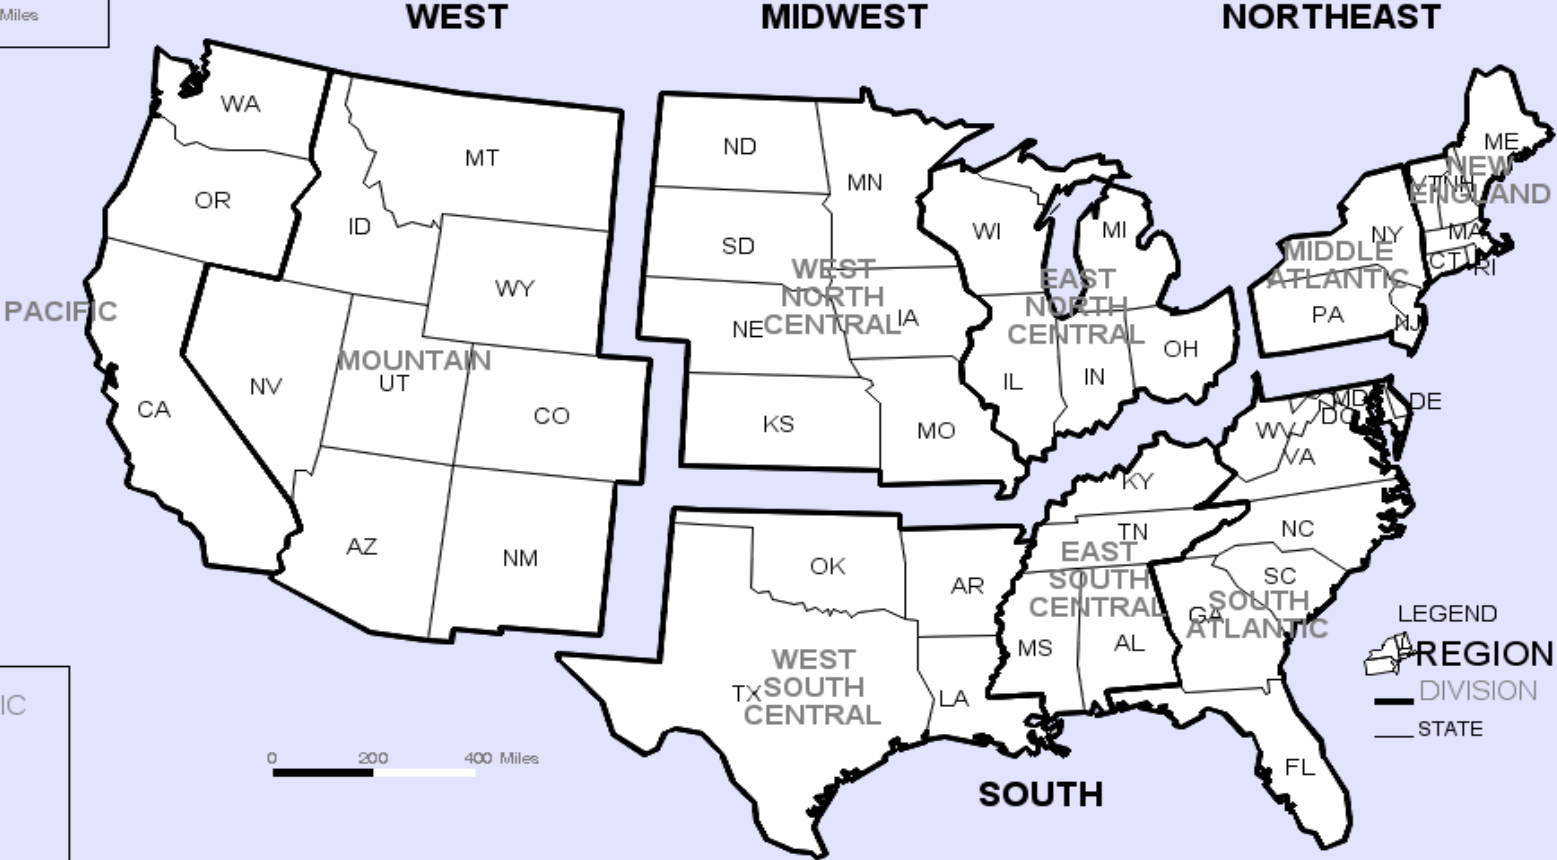 Miles
WEST
MIDWEST
NORTHEAST
WA
MT
OR
ID
WY
PACIFIC
MOUNTAIN
NV
UT
CO
CA
AZ
NM
ND
MN
SD
WEST
NORTH
CENTRAL
NE
IA
KS
MO
WI
MI
EAST
NORTH
CENTRAL
IL
IN
OH
ME
NEW
ENGLAND
VT
NH
NY
MA
MIDDLE
ATLANTIC
CT
RI
PA
NJ
MD
DE
DC
WV
VA
KY
TN
NC
EAST
SOUTH
CENTRAL
SC
GA
SOUTH
ATLANTIC
MS
AL
FL
OK
AR
WEST
SOUTH
CENTRAL
TX
LA
SOUTH
LEGEND
REGION
DIVISION
STATE
IC
0 200 400 Miles